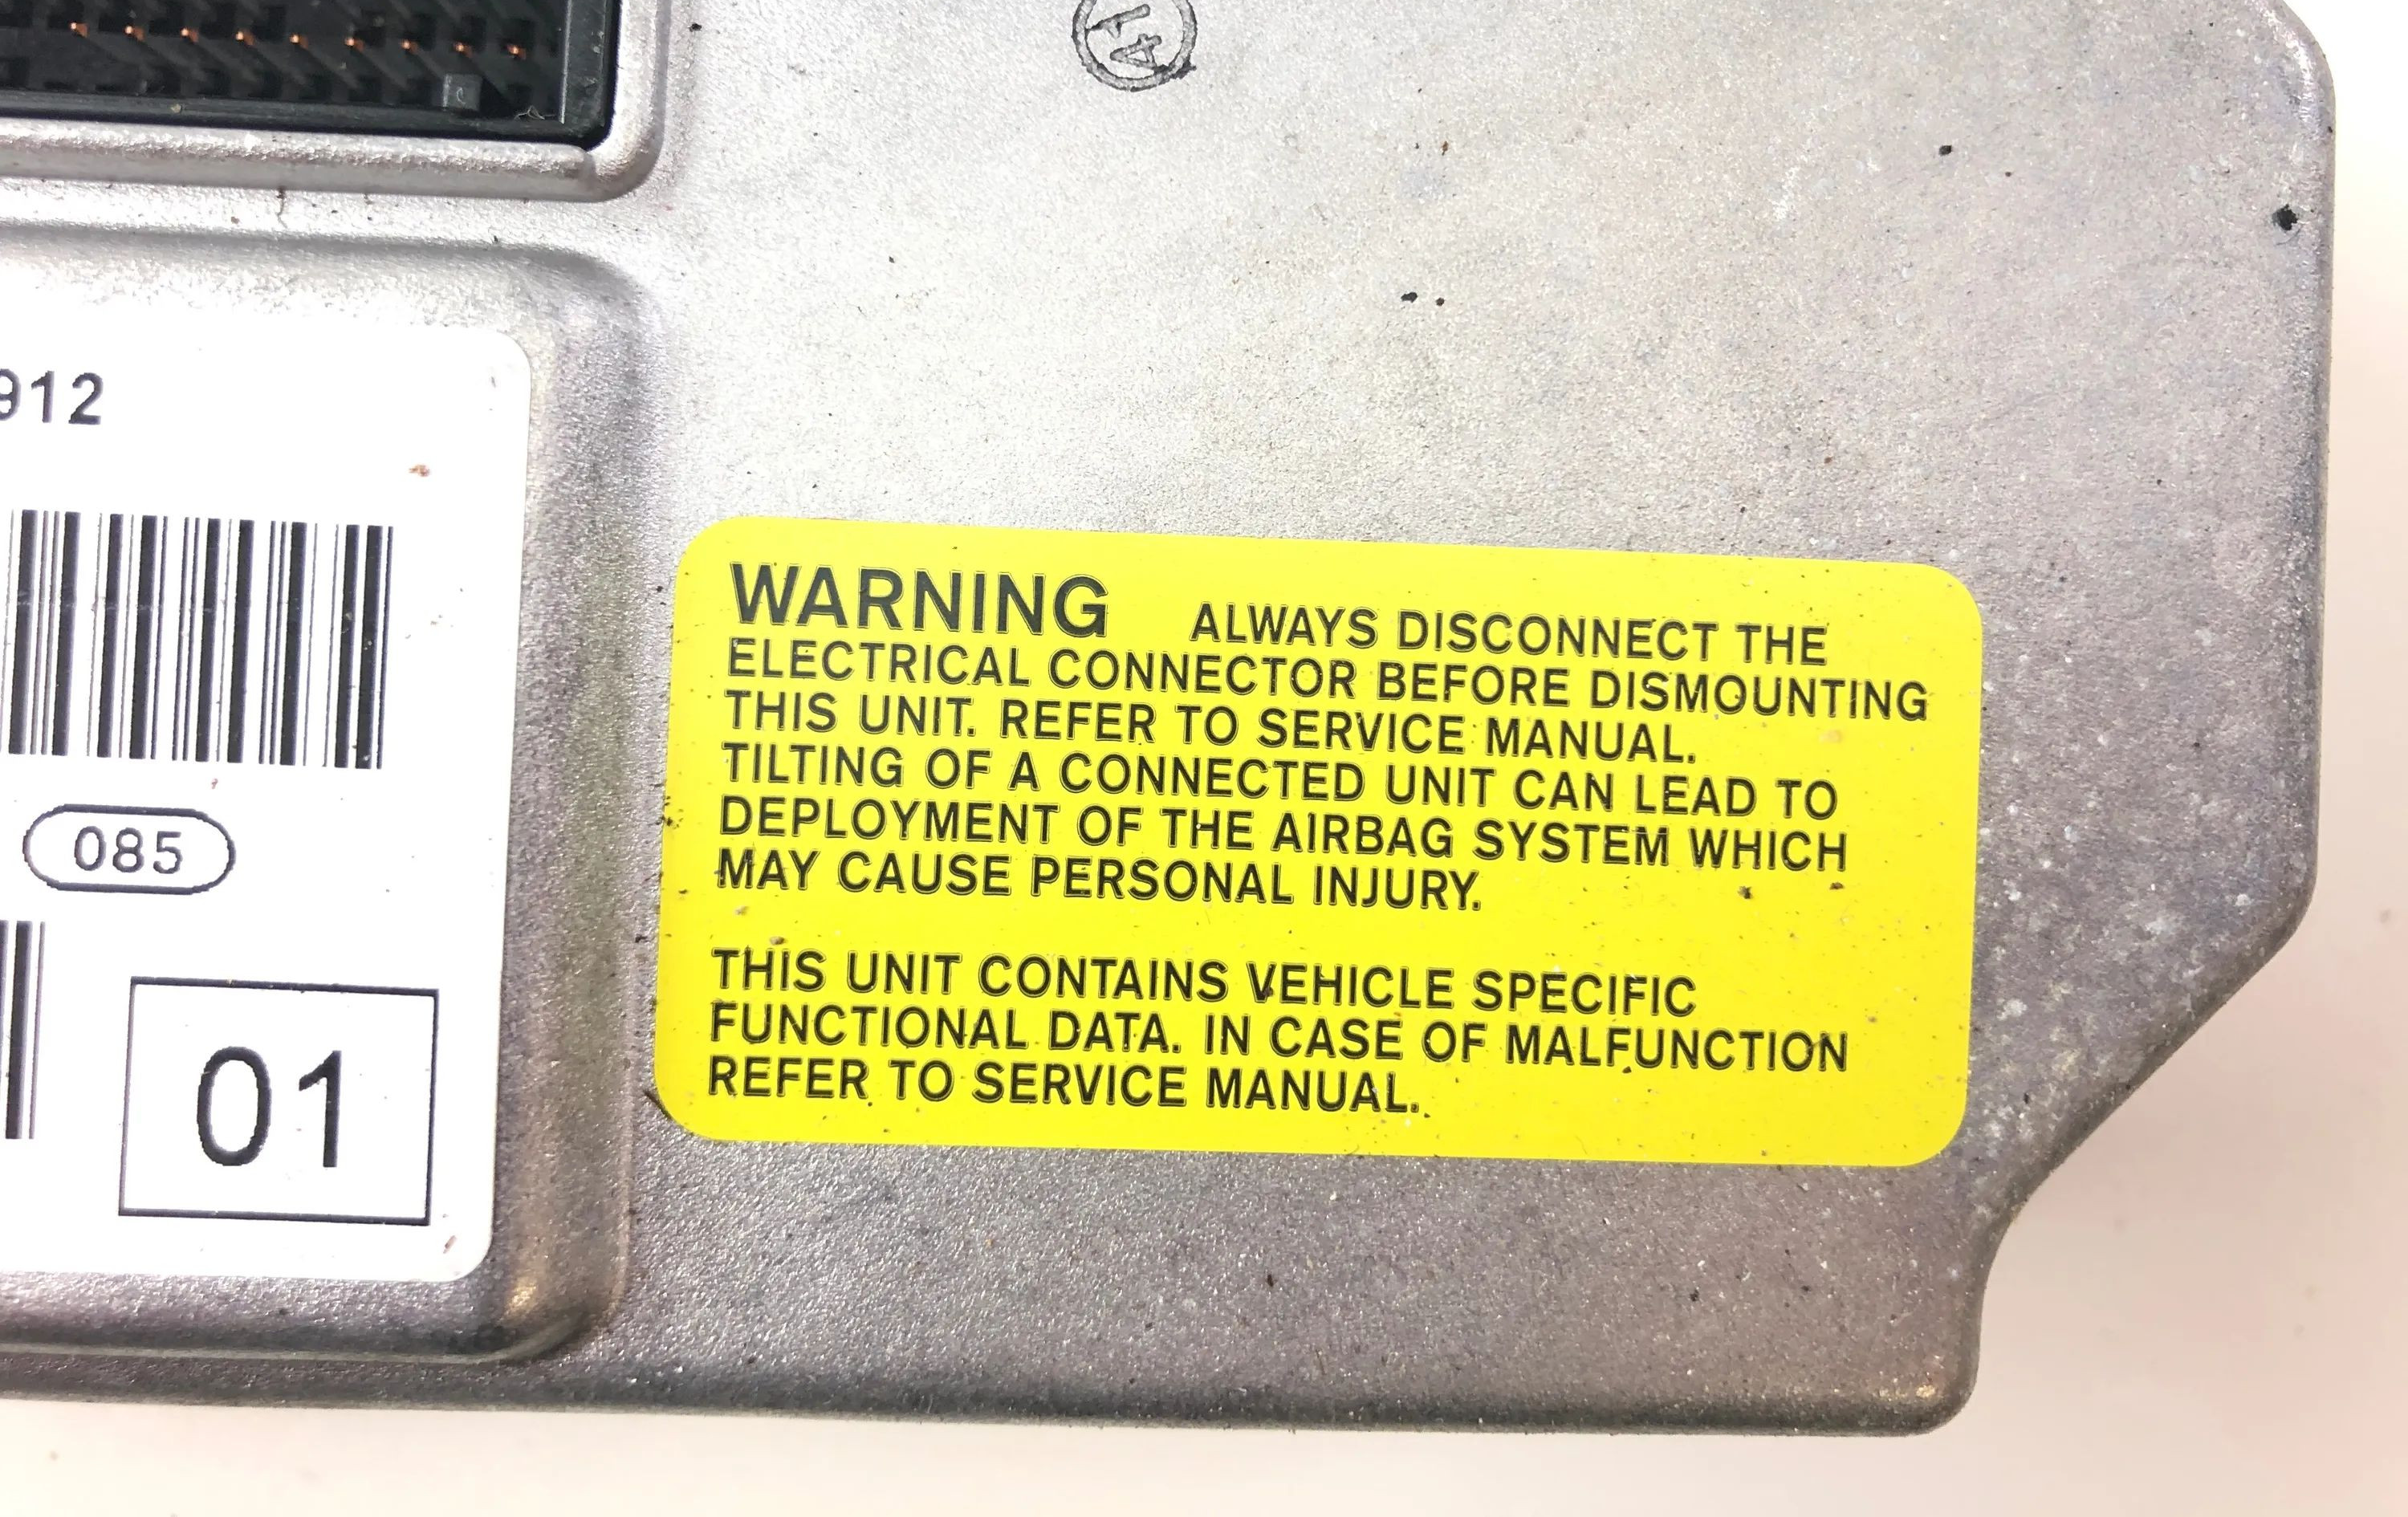 14
912
085
01
WARNING ALWAYS DISCONNECT THE
ELECTRICAL CONNECTOR BEFORE DISMOUNTING
THIS UNIT. REFER TO SERVICE MANUAL.
TILTING OF A CONNECTED UNIT CAN LEAD TO
DEPLOYMENT OF THE AIRBAG SYSTEM WHICH
MAY CAUSE PERSONAL INJURY.
THIS UNIT CONTAINS VEHICLE SPECIFIC
FUNCTIONAL DATA. IN CASE OF MALFUNCTION
REFER TO SERVICE MANUAL.